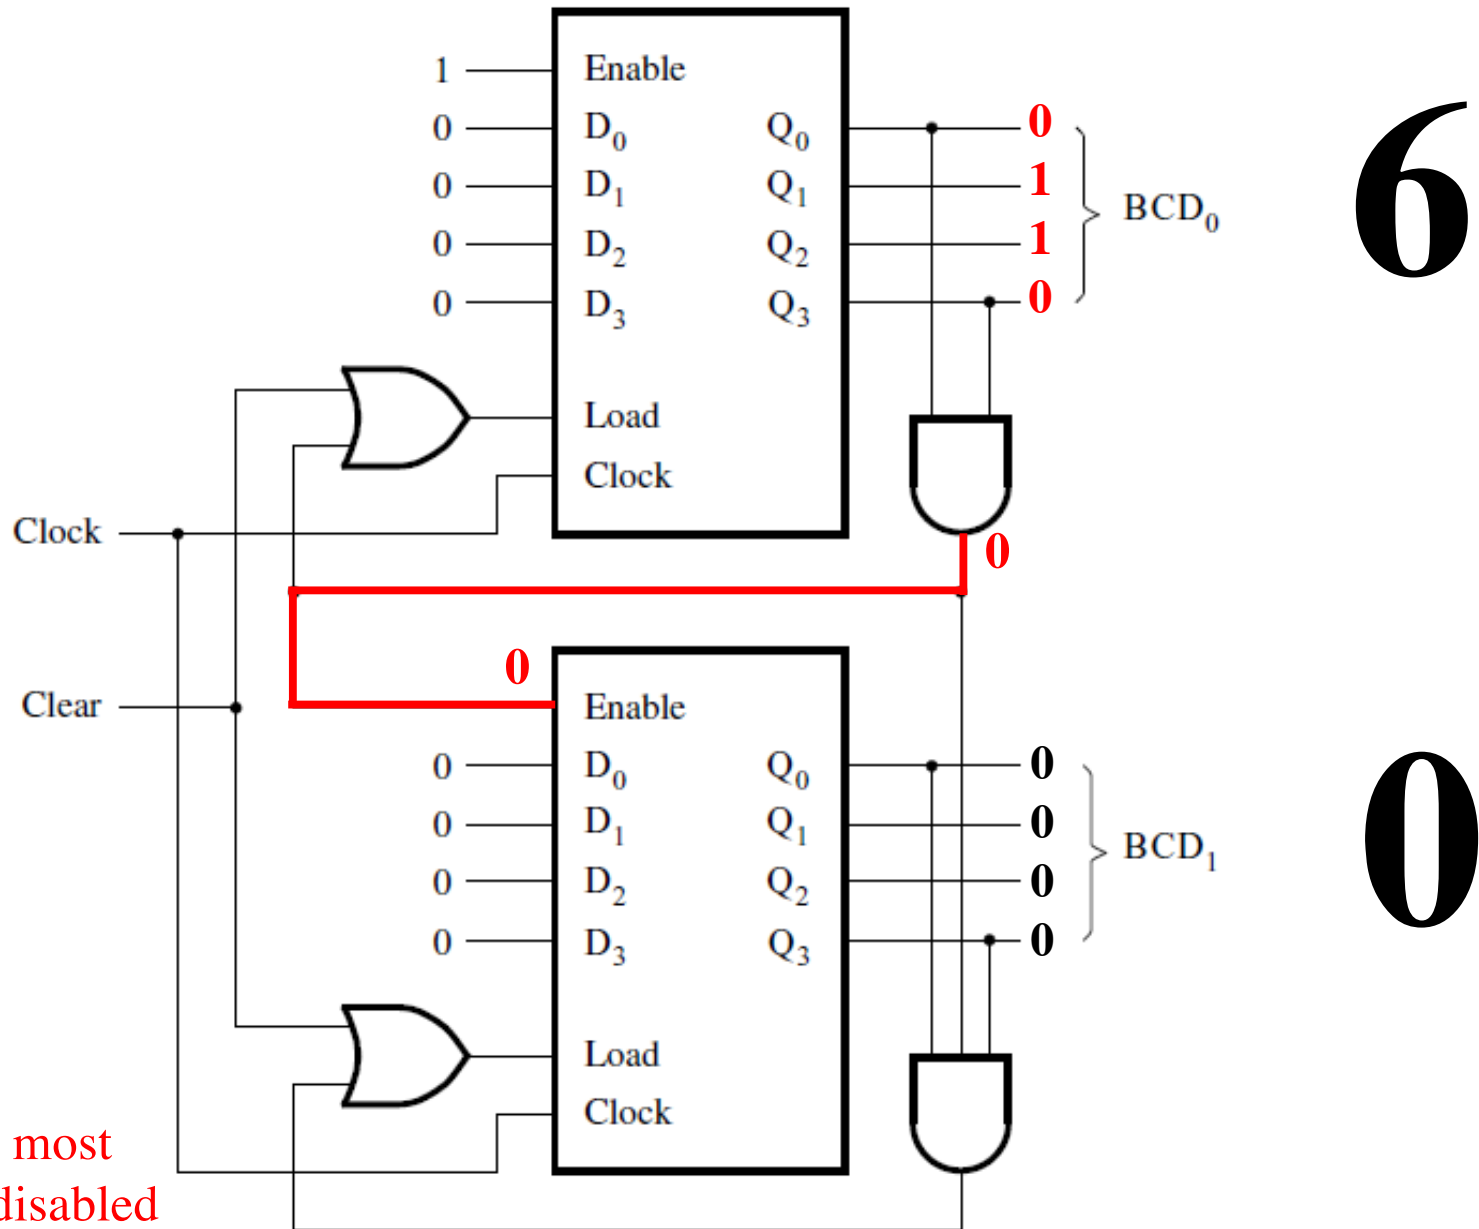 1 Enable
0 D0 Q0 0
0 D1 Q1 1
0 D2 Q2 1
0 D3 Q3 0
BCD0
6
Load
Clock
Clock
0
0
Clear
Enable
0 D0 Q0 0
0 D1 Q1 0
0 D2 Q2 0
0 D3 Q3 0
BCD1
0
Load
Clock
most
disabled